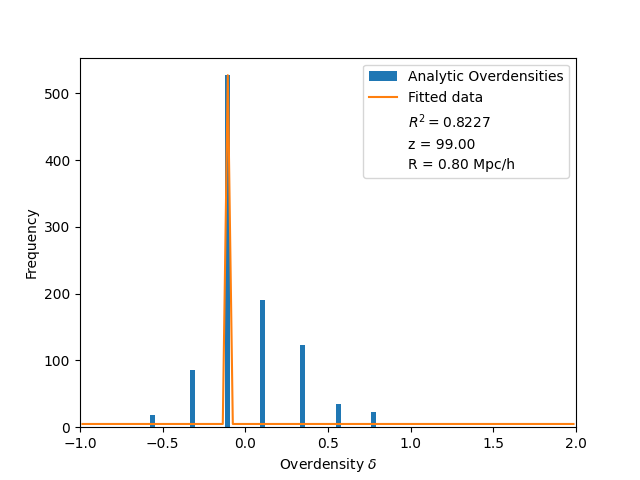 Analytic Overdensities
Fitted data
R² = 0.8227
z = 99.00
R = 0.80 Mpc/h
Frequency
500
400
300
200
100
0
−1.0 −0.5 0.0 0.5 1.0 1.5 2.0
Overdensity δ